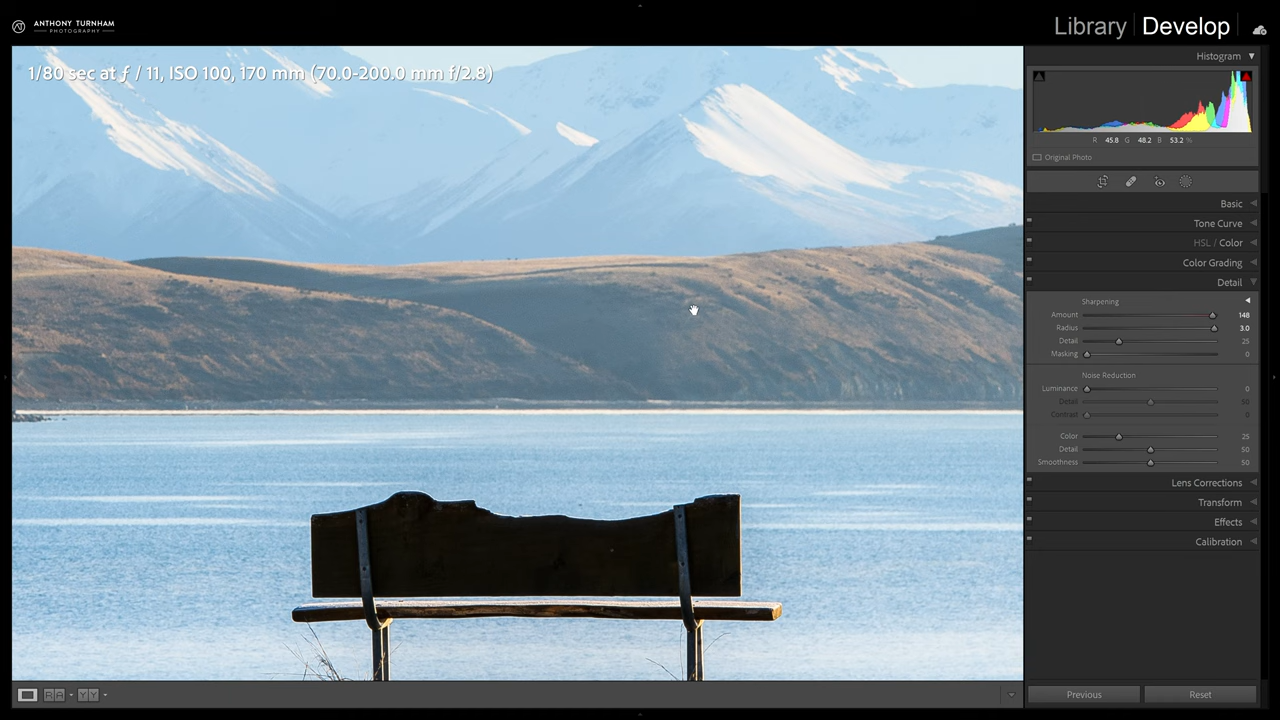 ANTHONY TURNHAM
PHOTOGRAPHY
Library
Develop
1/80 sec at ƒ / 11, ISO 100, 170 mm (70.0-200.0 mm f/2.8)
Histogram
R 45.8 G 48.2 B 53.2 %
Original Photo
Basic
Tone Curve
HSL / Color
Color Grading
Detail
Sharpening
Amount 148
Radius 3.0
Detail 25
Masking 0
Noise Reduction
Luminance 0
Detail 50
Contrast 0
Color 25
Detail 50
Smoothness 50
Lens Corrections
Transform
Effects
Calibration
R A Y Y
Previous
Reset